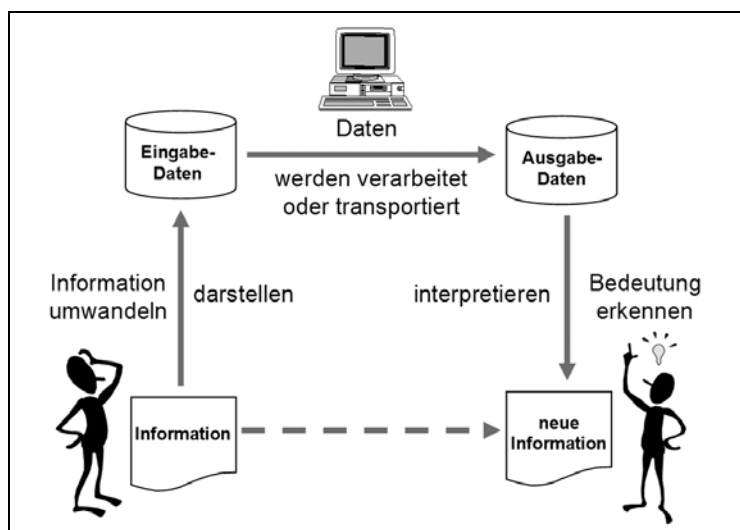 Daten
Eingabe-
Daten
Ausgabe-
Daten
werden verarbeitet
oder transportiert
Information
umwandeln
darstellen
interpretieren
Bedeutung
erkennen
Information
neue
Information